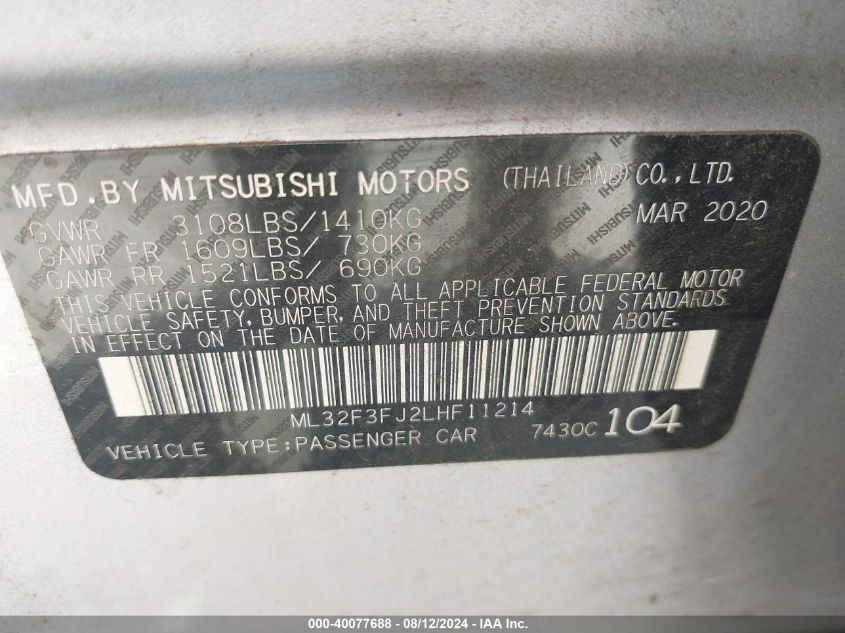 MFD.BY MITSUBISHI MOTORS (THAILAND) CO.,LTD.
GVWR 3108LBS/1410KG MAR 2020
GAWR FR 1609LBS/ 730KG
GAWR RR 1521LBS/ 690KG
THIS VEHICLE CONFORMS TO ALL APPLICABLE FEDERAL MOTOR
VEHICLE SAFETY, BUMPER, AND THEFT PREVENTION STANDARDS
IN EFFECT ON THE DATE OF MANUFACTURE SHOWN ABOVE.
ML32F3FJ2LHF11214
VEHICLE TYPE:PASSENGER CAR 7430C 104
000-40077688 - 08/12/2024 - IAA Inc.